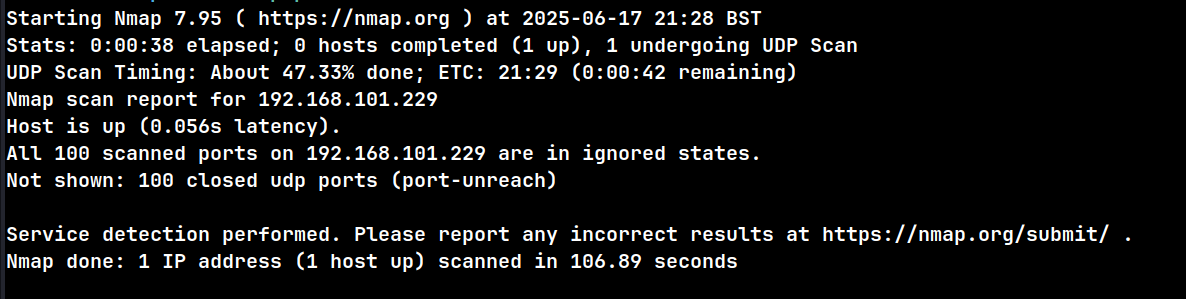 Starting Nmap 7.95 ( https://nmap.org ) at 2025-06-17 21:28 BST
Stats: 0:00:38 elapsed; 0 hosts completed (1 up), 1 undergoing UDP Scan
UDP Scan Timing: About 47.33% done; ETC: 21:29 (0:00:42 remaining)
Nmap scan report for 192.168.101.229
Host is up (0.056s latency).
All 100 scanned ports on 192.168.101.229 are in ignored states.
Not shown: 100 closed udp ports (port-unreach)

Service detection performed. Please report any incorrect results at https://nmap.org/submit/ .
Nmap done: 1 IP address (1 host up) scanned in 106.89 seconds